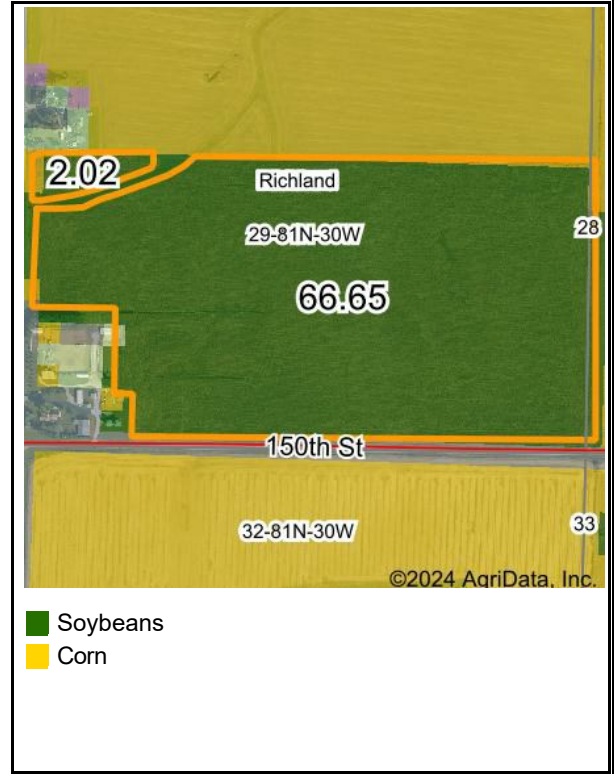 2.02
Richland
28
29-81N-30W
66.65
150th St
32-81N-30W
33
©2024 AgriData, Inc.
Soybeans
Corn